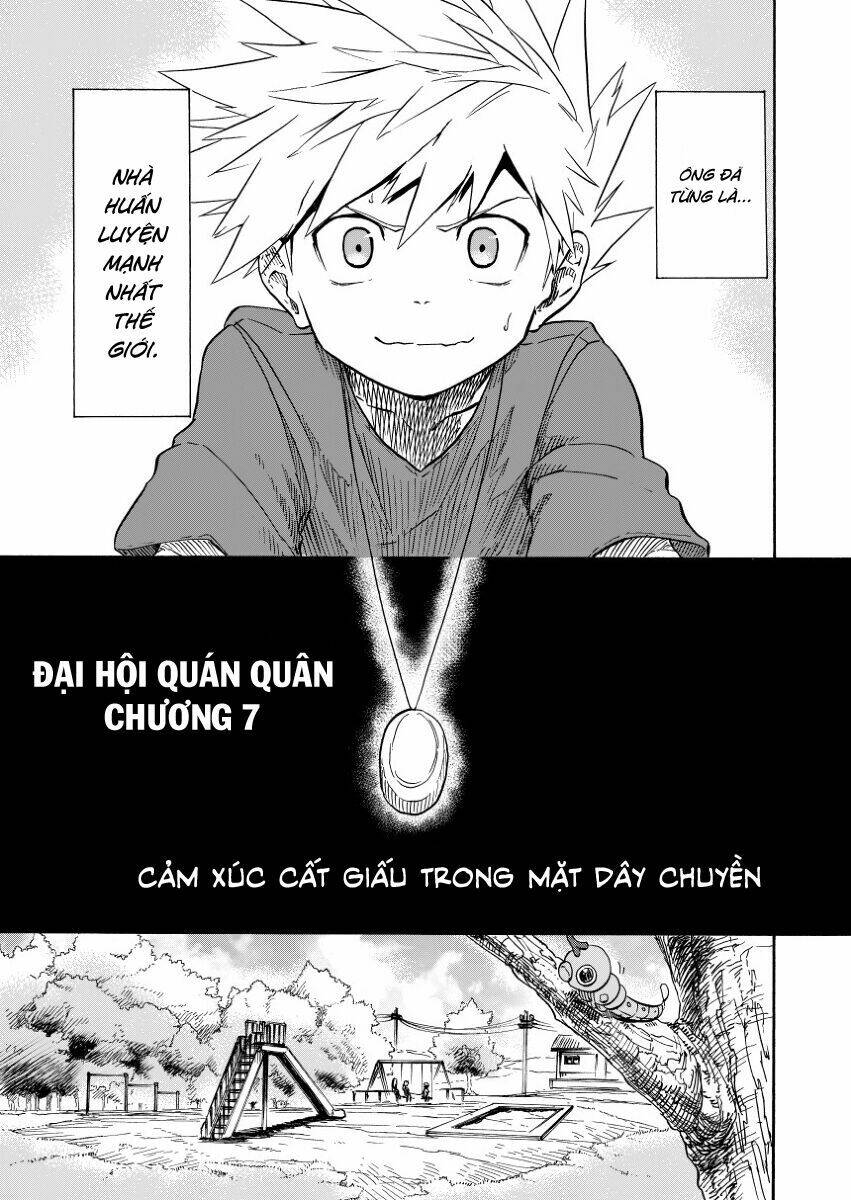 ÔNG ĐÃ
TỪNG LÀ...
NHÀ
HUẤN
LUYỆN
MẠNH
NHẤT
THẾ
GIỚI.
ĐẠI HỘI QUÁN QUÂN
CHƯƠNG 7
CẢM XÚC CẤT GIẤU TRONG MẶT DÂY CHUYỀN